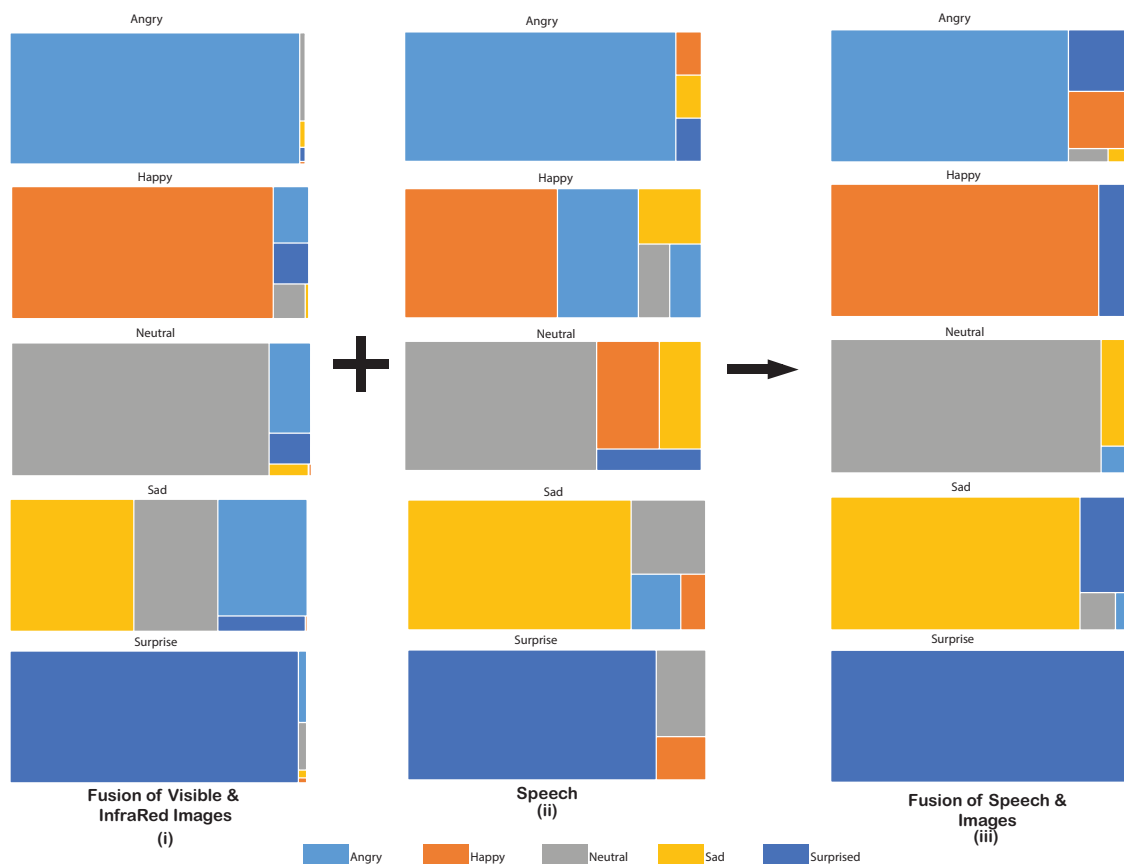 Angry
Happy
Neutral
Sad
Surprise
Fusion of Visible &
InfraRed Images
(i)
Angry
Happy
Neutral
Sad
Surprise
Speech
(ii)
Angry
Happy
Neutral
Sad
Surprise
Fusion of Speech &
Images
(iii)
Angry
Happy
Neutral
Sad
Surprised